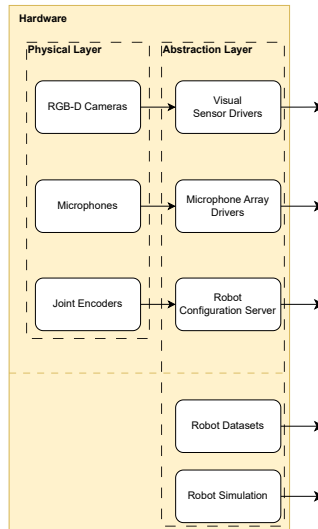 Hardware
Physical Layer
Abstraction Layer
RGB-D Cameras
Visual
Sensor Drivers
Microphones
Microphone Array
Drivers
Joint Encoders
Robot
Configuration Server
Robot Datasets
Robot Simulation